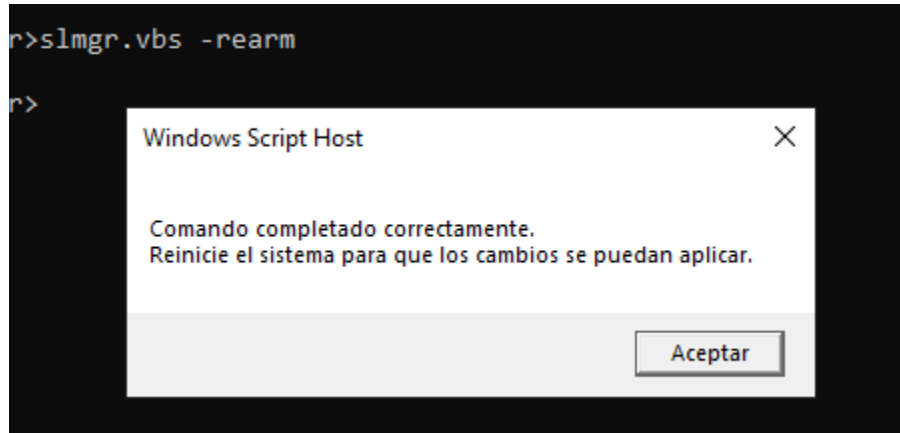 r>slmgr.vbs -rearm
r>
Windows Script Host
Comando completado correctamente.
Reinicie el sistema para que los cambios se puedan aplicar.
Aceptar